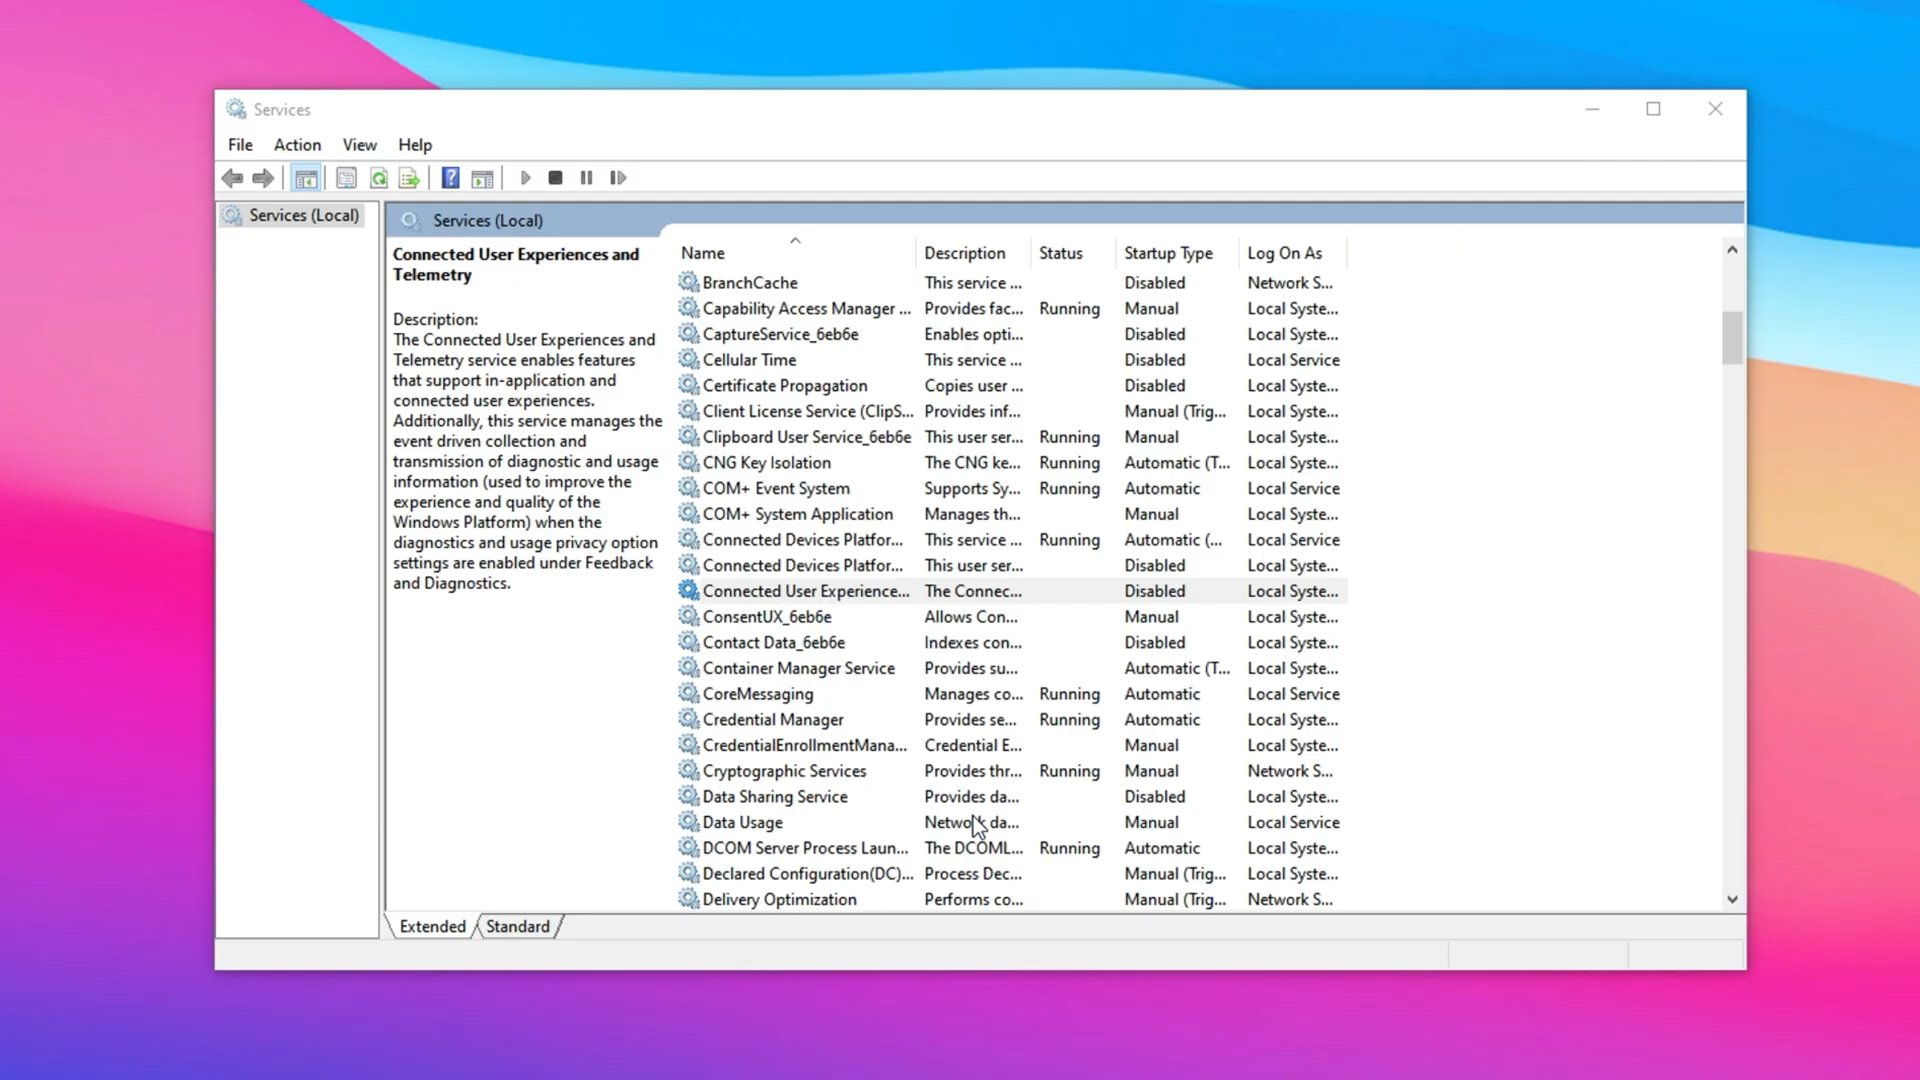 Services
File Action View Help
Services (Local)
Services (Local)
Connected User Experiences and
Telemetry
Description:
The Connected User Experiences and
Telemetry service enables features
that support in-application and
connected user experiences.
Additionally, this service manages the
event driven collection and
transmission of diagnostic and usage
information (used to improve the
experience and quality of the
Windows Platform) when the
diagnostics and usage privacy option
settings are enabled under Feedback
and Diagnostics.
Name Description Status Startup Type Log On As
BranchCache This service ... Disabled Network S...
Capability Access Manager ... Provides fac... Running Manual Local Syste...
CaptureService_6eb6e Enables opti... Disabled Local Syste...
Cellular Time This service ... Disabled Local Service
Certificate Propagation Copies user ... Disabled Local Syste...
Client License Service (ClipS... Provides inf... Manual (Trig... Local Syste...
Clipboard User Service_6eb6e This user ser... Running Manual Local Syste...
CNG Key Isolation The CNG ke... Running Automatic (T... Local Syste...
COM+ Event System Supports Sy... Running Automatic Local Service
COM+ System Application Manages th... Manual Local Syste...
Connected Devices Platfor... This service ... Running Automatic (... Local Service
Connected Devices Platfor... This user ser... Disabled Local Syste...
Connected User Experience... The Connec... Disabled Local Syste...
ConsentUX_6eb6e Allows Con... Manual Local Syste...
Contact Data_6eb6e Indexes con... Disabled Local Syste...
Container Manager Service Provides su... Automatic (T... Local Syste...
CoreMessaging Manages co... Running Automatic Local Service
Credential Manager Provides se... Running Automatic Local Syste...
CredentialEnrollmentMana... Credential E... Manual Local Syste...
Cryptographic Services Provides thr... Running Manual Network S...
Data Sharing Service Provides da... Disabled Local Syste...
Data Usage Network da... Manual Local Service
DCOM Server Process Laun... The DCOML... Running Automatic Local Syste...
Declared Configuration(DC)... Process Dec... Manual (Trig... Local Syste...
Delivery Optimization Performs co... Manual (Trig... Network S...
Extended Standard